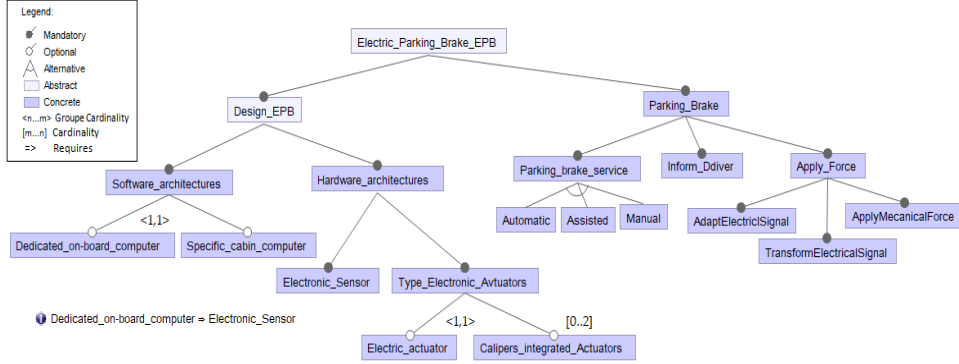 Legend:
Mandatory
Optional
Alternative
Abstract
Concrete
<n...m> Groupe Cardinality
[m...n] Cardinality
=> Requires
Electric_Parking_Brake_EPB
Design_EPB
Parking_Brake
Software_architectures
Hardware_architectures
Parking_brake_service
Inform_Ddiver
Apply_Force
<1,1>
Dedicated_on-board_computer
Specific_cabin_computer
Automatic
Assisted
Manual
AdaptElectriclSignal
ApplyMecanicalForce
TransformElectricalSignal
Electronic_Sensor
Type_Electronic_Avtuators
Dedicated_on-board_computer ⇒ Electronic_Sensor
<1,1>
[0..2]
Electric_actuator
Calipers_integrated_Actuators